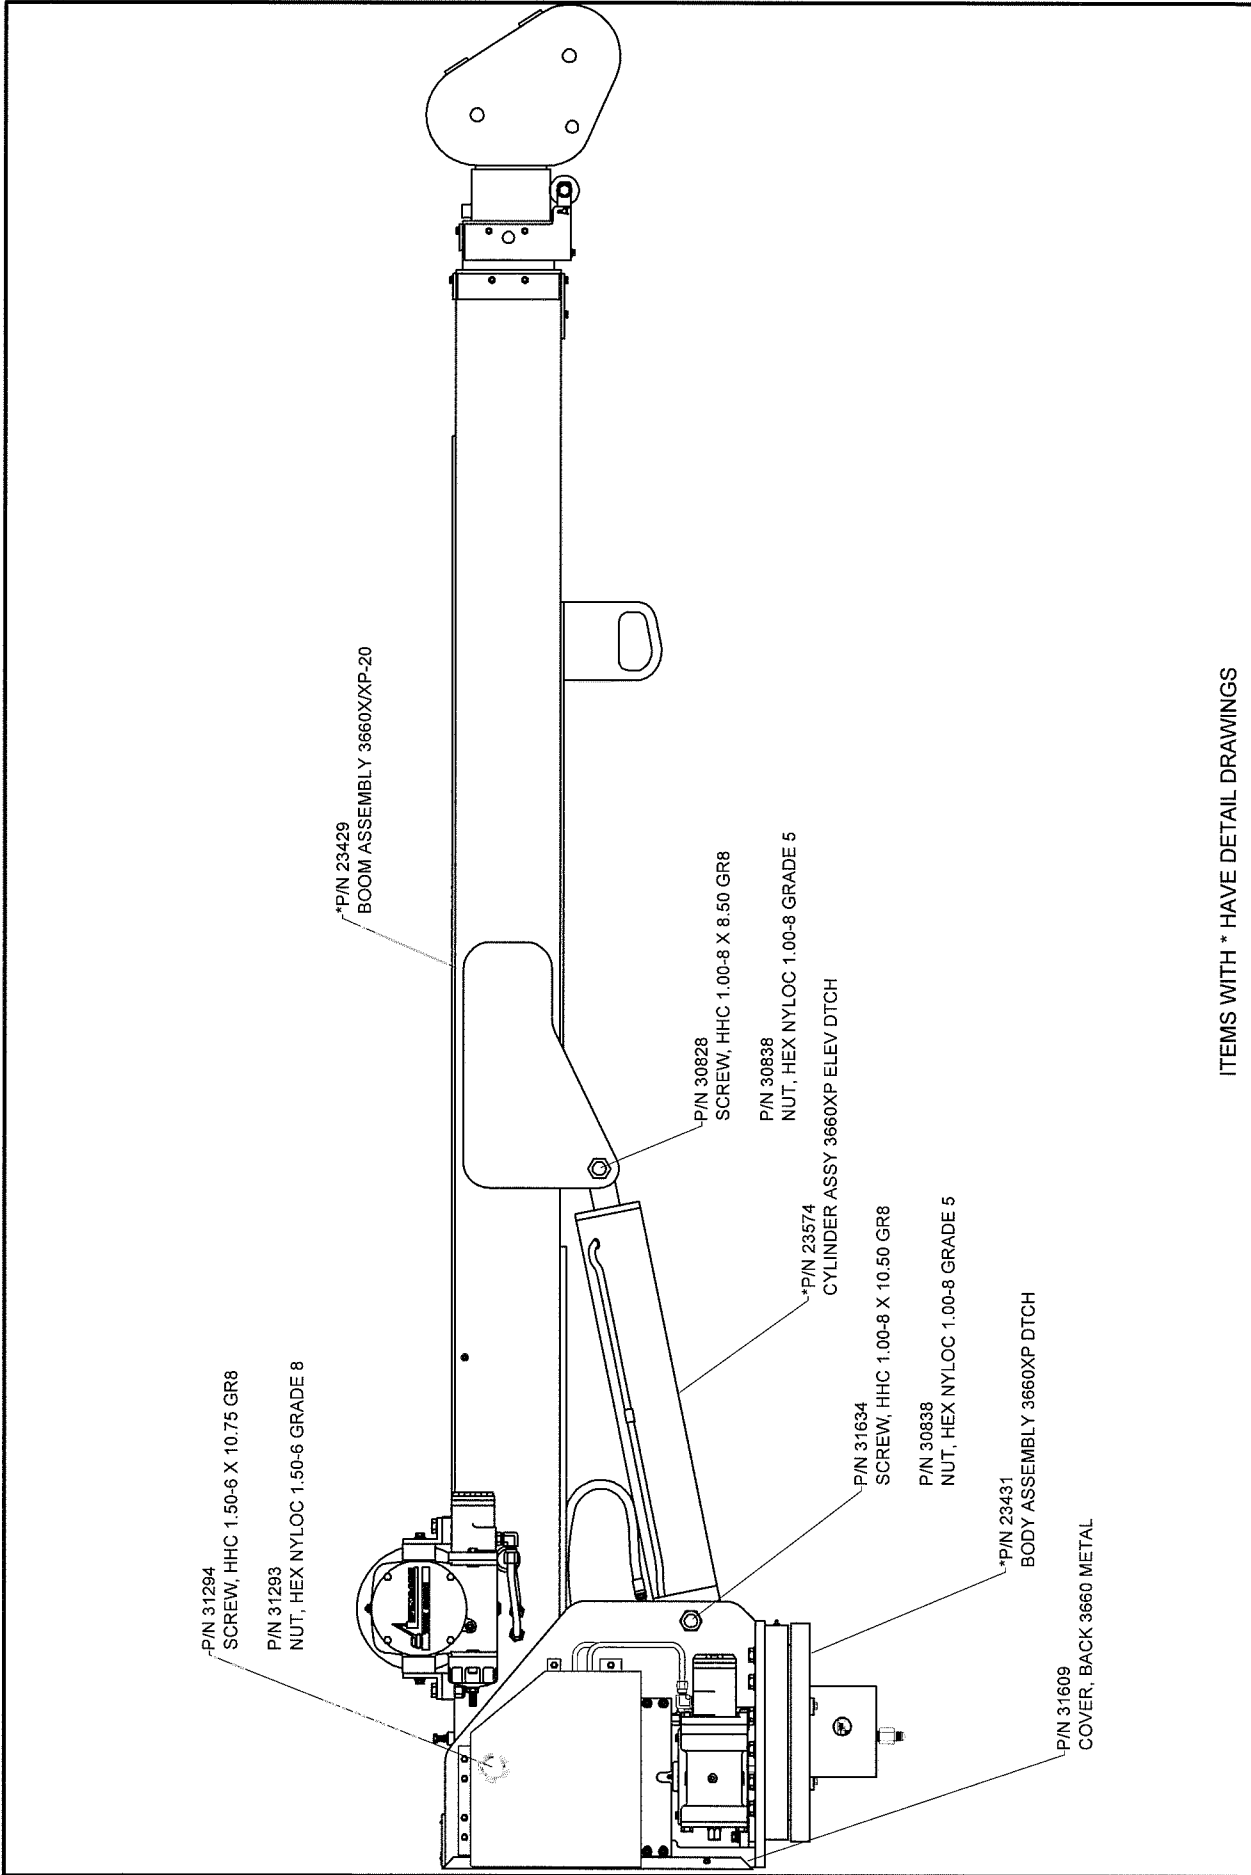 P/N 31294
SCREW, HHC 1.50-6 X 10.75 GR8
P/N 31293
NUT, HEX NYLOC 1.50-6 GRADE 8
*P/N 23429
BOOM ASSEMBLY 3660X/XP-20
P/N 30828
SCREW, HHC 1.00-8 X 8.50 GR8
P/N 30838
NUT, HEX NYLOC 1.00-8 GRADE 5
*P/N 23574
CYLINDER ASSY 3660XP ELEV DTCH
P/N 31634
SCREW, HHC 1.00-8 X 10.50 GR8
P/N 30838
NUT, HEX NYLOC 1.00-8 GRADE 5
*P/N 23431
BODY ASSEMBLY 3660XP DTCH
P/N 31609
COVER, BACK 3660 METAL
ITEMS WITH * HAVE DETAIL DRAWINGS